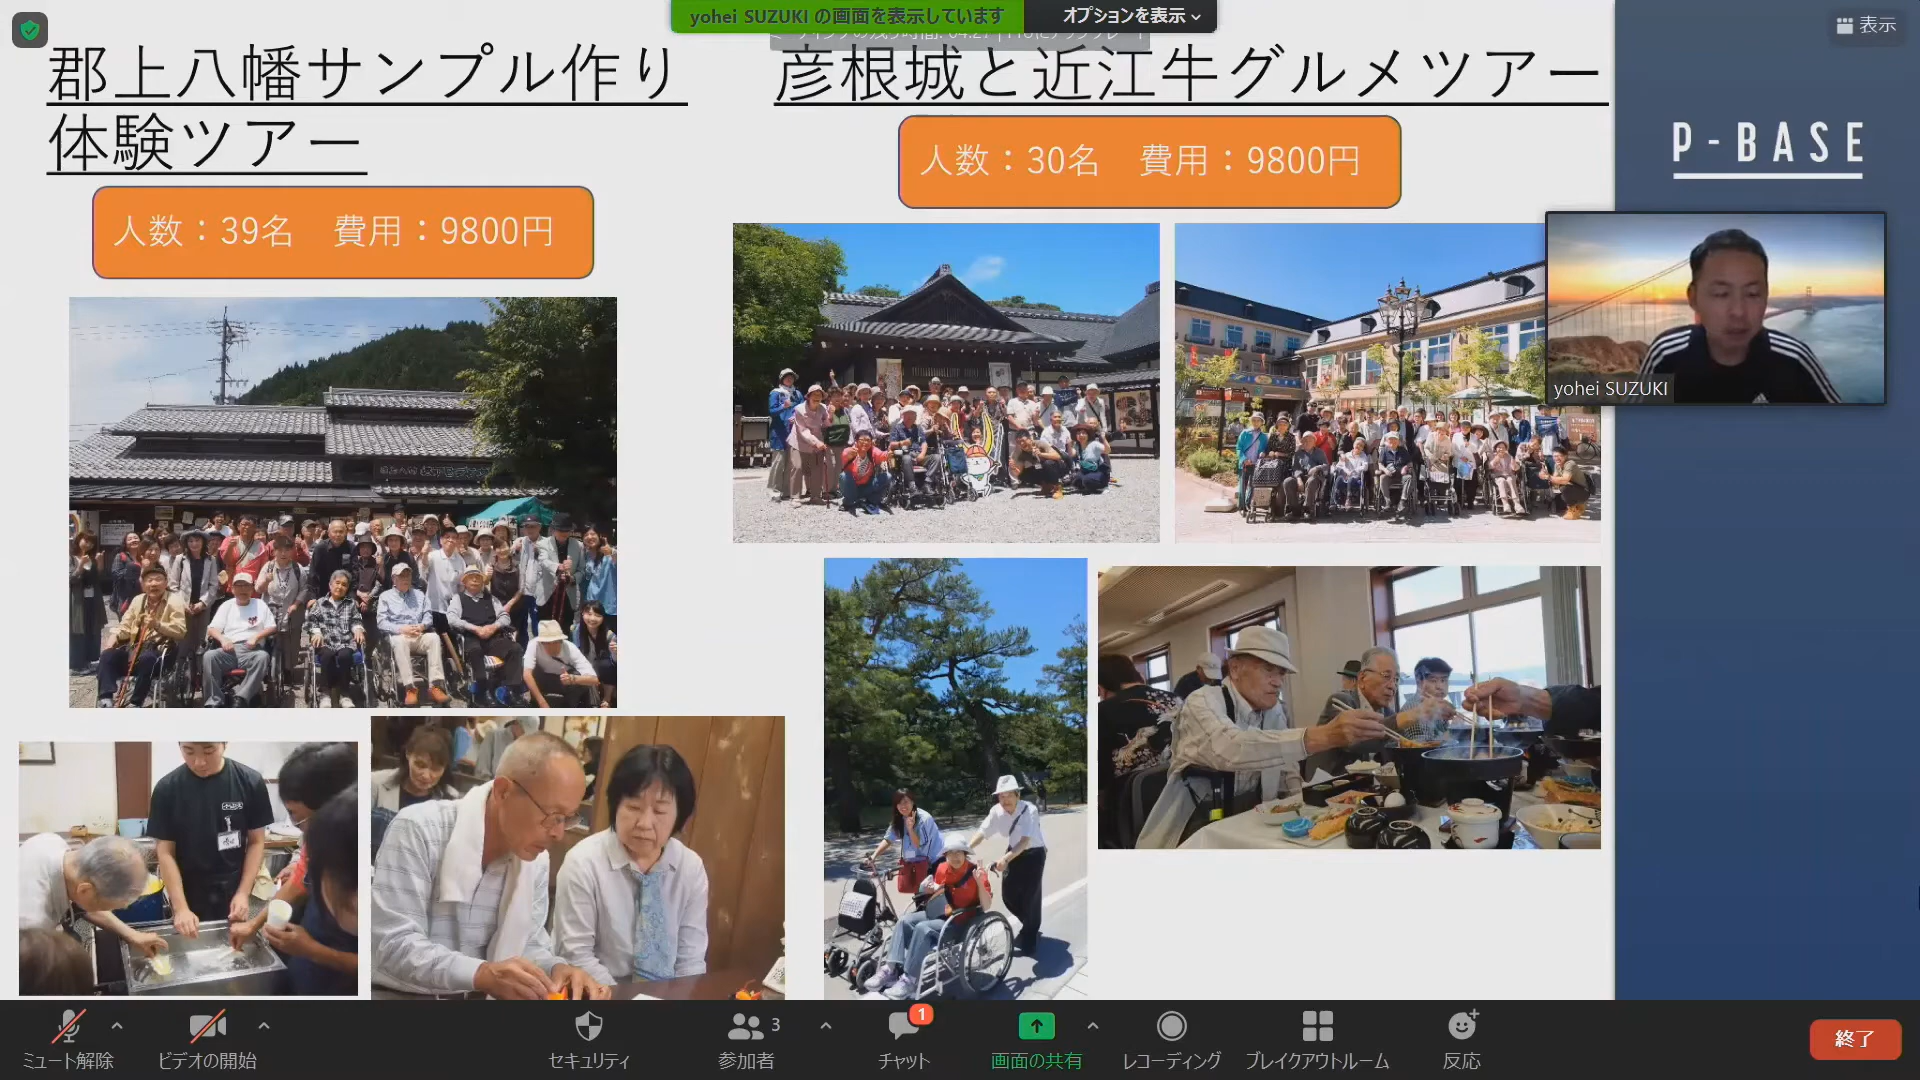 yohei SUZUKI の画面を表示しています
オプションを表示
表示
郡上八幡サンプル作り
体験ツアー
人数：39名　費用：9800円
彦根城と近江牛グルメツアー
人数：30名　費用：9800円
P-BASE
yohei SUZUKI
ミュート解除
ビデオの開始
セキュリティ
3
参加者
1
チャット
画面の共有
レコーディング
ブレイクアウトルーム
反応
終了